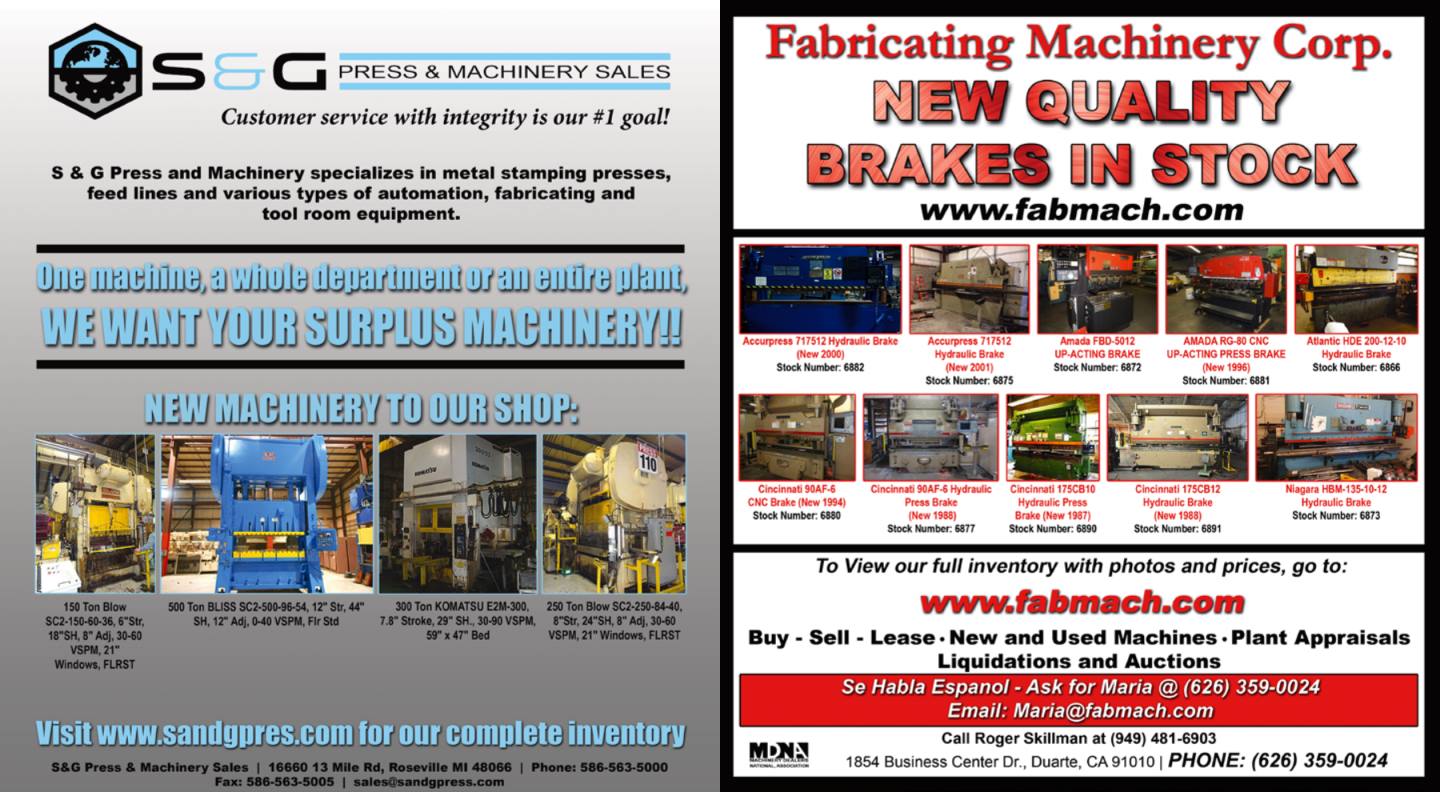 S&G PRESS & MACHINERY SALES
Customer service with integrity is our #1 goal!
S & G Press and Machinery specializes in metal stamping presses,
feed lines and various types of automation, fabricating and
tool room equipment.
One machine, a whole department or an entire plant,
WE WANT YOUR SURPLUS MACHINERY!!
NEW MACHINERY TO OUR SHOP:
KOMATSU
KOMATSU
PRESS
110
150 Ton Blow
SC2-150-60-36, 6"Str,
18"SH, 8" Adj, 30-60
VSPM, 21"
Windows, FLRST
500 Ton BLISS SC2-500-96-54, 12" Str, 44"
SH, 12" Adj, 0-40 VSPM, Flr Std
300 Ton KOMATSU E2M-300,
7.8" Stroke, 29" SH., 30-90 VSPM,
59" x 47" Bed
250 Ton Blow SC2-250-84-40,
8"Str, 24"SH, 8" Adj, 30-60
VSPM, 21" Windows, FLRST
Visit www.sandgpres.com for our complete inventory
S&G Press & Machinery Sales | 16660 13 Mile Rd, Roseville MI 48066 | Phone: 586-563-5000
Fax: 586-563-5005 | sales@sandgpress.com
Fabricating Machinery Corp.
NEW QUALITY
BRAKES IN STOCK
www.fabmach.com
Accurpress 717512 Hydraulic Brake
(New 2000)
Stock Number: 6882
Accurpress 717512
Hydraulic Brake
(New 2001)
Stock Number: 6875
Amada FBD-5012
UP-ACTING BRAKE
Stock Number: 6872
AMADA RG-80 CNC
UP-ACTING PRESS BRAKE
(New 1996)
Stock Number: 6881
Atlantic HDE 200-12-10
Hydraulic Brake
Stock Number: 6866
Cincinnati 90AF-6
CNC Brake (New 1994)
Stock Number: 6880
Cincinnati 90AF-6 Hydraulic
Press Brake
(New 1988)
Stock Number: 6877
Cincinnati 175CB10
Hydraulic Press
Brake (New 1987)
Stock Number: 6890
Cincinnati 175CB12
Hydraulic Brake
(New 1988)
Stock Number: 6891
Niagara HBM-135-10-12
Hydraulic Brake
Stock Number: 6873
To View our full inventory with photos and prices, go to:
www.fabmach.com
Buy - Sell - Lease · New and Used Machines · Plant Appraisals
Liquidations and Auctions
Se Habla Espanol - Ask for Maria @ (626) 359-0024
Email: Maria@fabmach.com
Call Roger Skillman at (949) 481-6903
MDNA
MACHINERY DEALERS
NATIONAL ASSOCIATION
1854 Business Center Dr., Duarte, CA 91010 | PHONE: (626) 359-0024